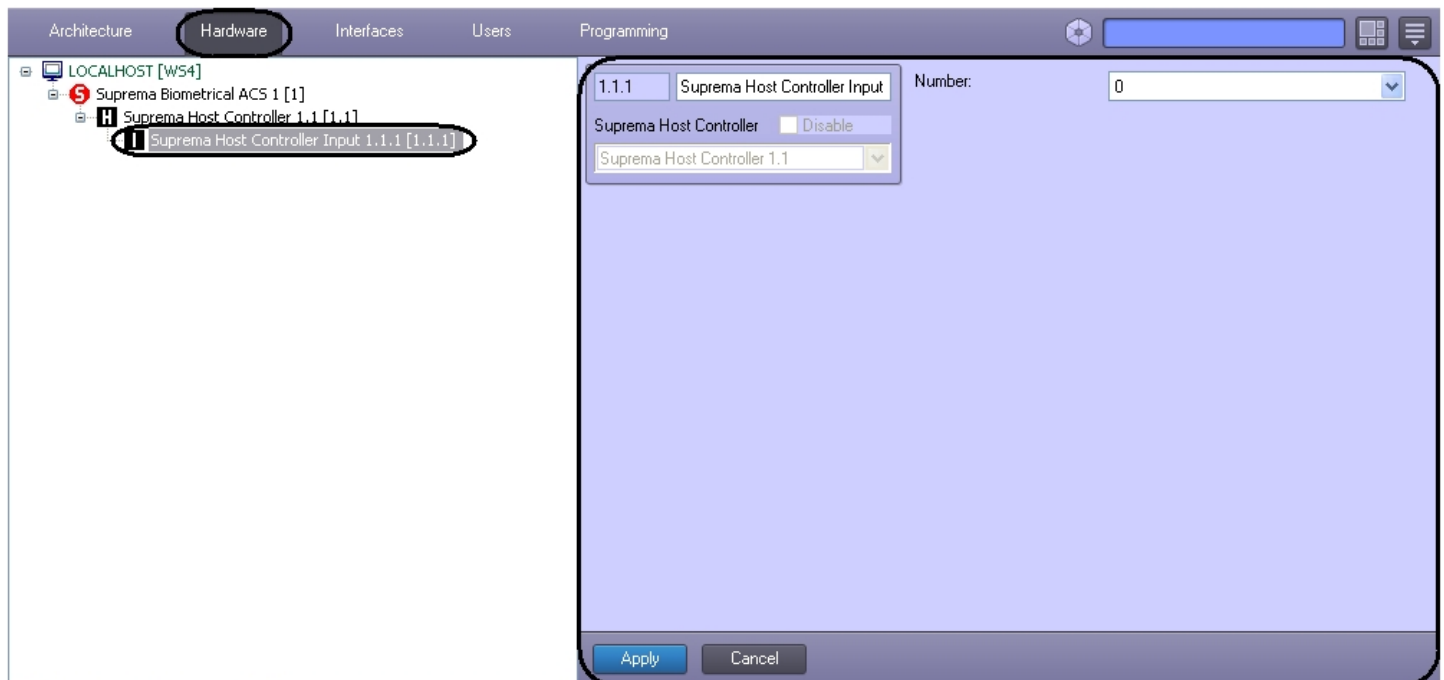 Architecture Hardware Interfaces Users Programming
LOCALHOST [WS4]
S Suprema Biometrical ACS 1 [1]
H Suprema Host Controller 1.1 [1.1]
I Suprema Host Controller Input 1.1.1 [1.1.1]
1.1.1 Suprema Host Controller Input
Suprema Host Controller Disable
Suprema Host Controller 1.1
Number: 0
Apply Cancel